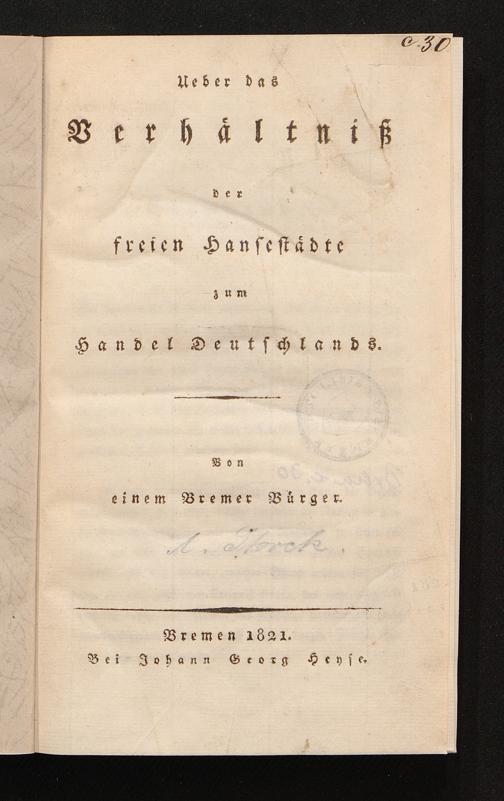 c. 30
Ueber das
Verhältniß
der
freien Hansestädte
zum
Handel Deutschlands.
Von
einem Bremer Bürger.
A. Storck.
Bremen 1821.
Bei Johann Georg Heyse.